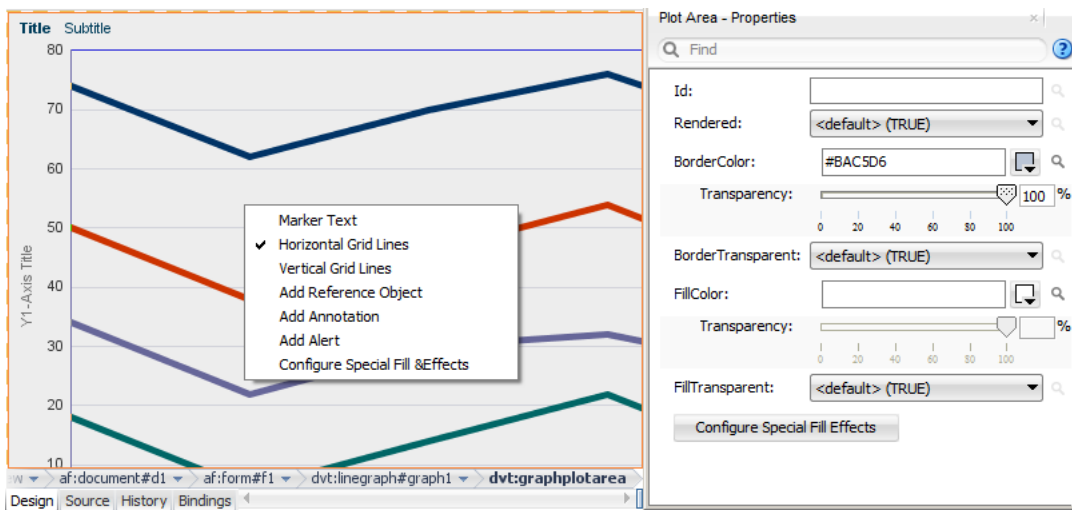 Title Subtitle
80
70
60
50
40
30
20
10
Y1-Axis Title
Marker Text
Horizontal Grid Lines
Vertical Grid Lines
Add Reference Object
Add Annotation
Add Alert
Configure Special Fill &Effects
af:document#d1 af:form#f1 dvt:linegraph#graph1 dvt:graphplotarea
Design Source History Bindings
Plot Area - Properties
Find
Id:
Rendered: <default> (TRUE)
BorderColor: #BAC5D6
Transparency: 100 %
0 20 40 60 80 100
BorderTransparent: <default> (TRUE)
FillColor:
Transparency: %
0 20 40 60 80 100
FillTransparent: <default> (TRUE)
Configure Special Fill Effects